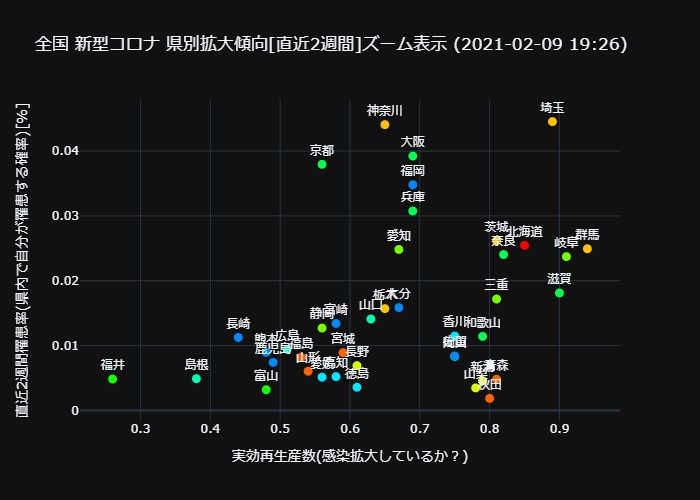 全国 新型コロナ 県別拡大傾向[直近2週間]ズーム表示 (2021-02-09 19:26)
直近2週間罹患率(県内で自分が罹患する確率)[%]
神奈川
埼玉
0.04
京都
大阪
福岡
兵庫
0.03
愛知
茨城
奈良
北海道
岐阜
群馬
0.02
三重
滋賀
栃木
大分
山口
静岡
宮崎
長崎
香川
和歌山
0.01
熊本
広島
鹿児島
福島
宮城
山形
長野
福井
島根
富山
愛媛
高知
徳島
新潟
青森
山梨
秋田
0
0.3
0.4
0.5
0.6
0.7
0.8
0.9
実効再生産数(感染拡大しているか？)